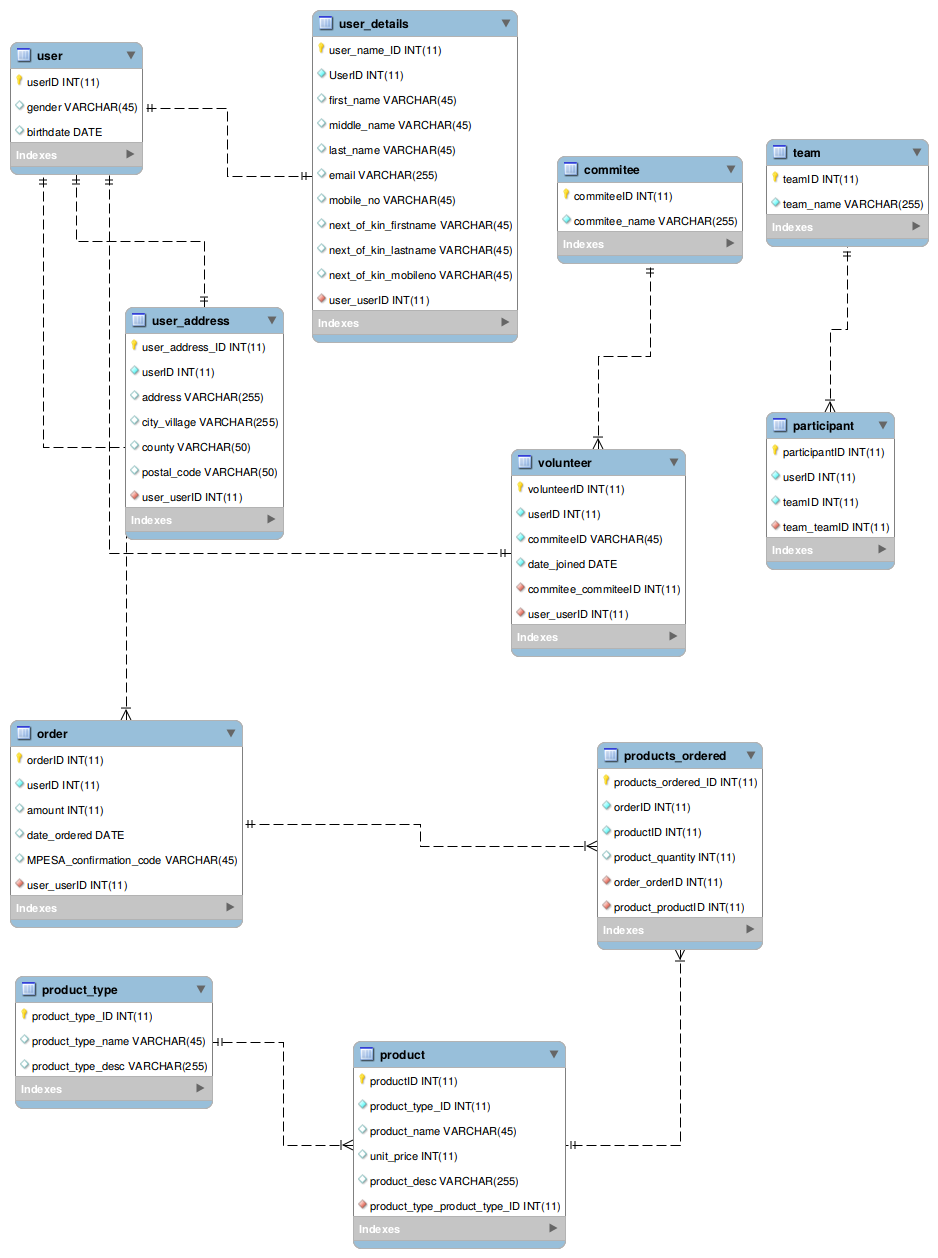 user
userID INT(11)
gender VARCHAR(45)
birthdate DATE
Indexes
user_details
user_name_ID INT(11)
UserID INT(11)
first_name VARCHAR(45)
middle_name VARCHAR(45)
last_name VARCHAR(45)
email VARCHAR(255)
mobile_no VARCHAR(45)
next_of_kin_firstname VARCHAR(45)
next_of_kin_lastname VARCHAR(45)
next_of_kin_mobileno VARCHAR(45)
user_userID INT(11)
Indexes
commitee
commiteeID INT(11)
commitee_name VARCHAR(255)
Indexes
team
teamID INT(11)
team_name VARCHAR(255)
Indexes
user_address
user_address_ID INT(11)
userID INT(11)
address VARCHAR(255)
city_village VARCHAR(255)
county VARCHAR(50)
postal_code VARCHAR(50)
user_userID INT(11)
Indexes
volunteer
volunteerID INT(11)
userID INT(11)
commiteeID VARCHAR(45)
date_joined DATE
commitee_commiteeID INT(11)
user_userID INT(11)
Indexes
participant
participantID INT(11)
userID INT(11)
teamID INT(11)
team_teamID INT(11)
Indexes
order
orderID INT(11)
userID INT(11)
amount INT(11)
date_ordered DATE
MPESA_confirmation_code VARCHAR(45)
user_userID INT(11)
Indexes
products_ordered
products_ordered_ID INT(11)
orderID INT(11)
productID INT(11)
product_quantity INT(11)
order_orderID INT(11)
product_productID INT(11)
Indexes
product_type
product_type_ID INT(11)
product_type_name VARCHAR(45)
product_type_desc VARCHAR(255)
Indexes
product
productID INT(11)
product_type_ID INT(11)
product_name VARCHAR(45)
unit_price INT(11)
product_desc VARCHAR(255)
product_type_product_type_ID INT(11)
Indexes